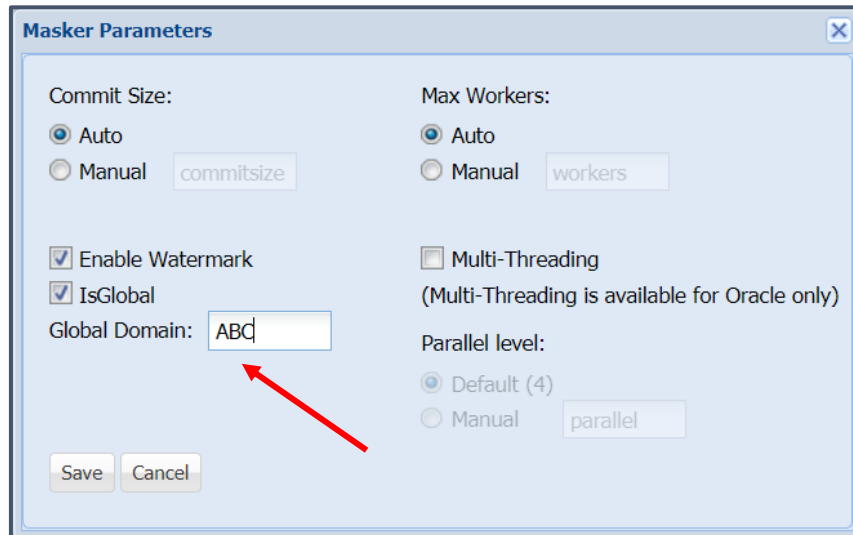 Masker Parameters
Commit Size:
Auto
Manual commitsize
Enable Watermark
IsGlobal
Global Domain: ABC
Save Cancel
Max Workers:
Auto
Manual workers
Multi-Threading
(Multi-Threading is available for Oracle only)
Parallel level:
Default (4)
Manual parallel